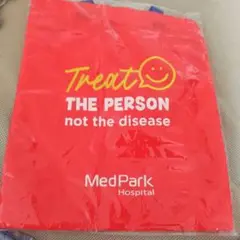 Treat
THE PERSON
not the disease
MedPark
Hospital